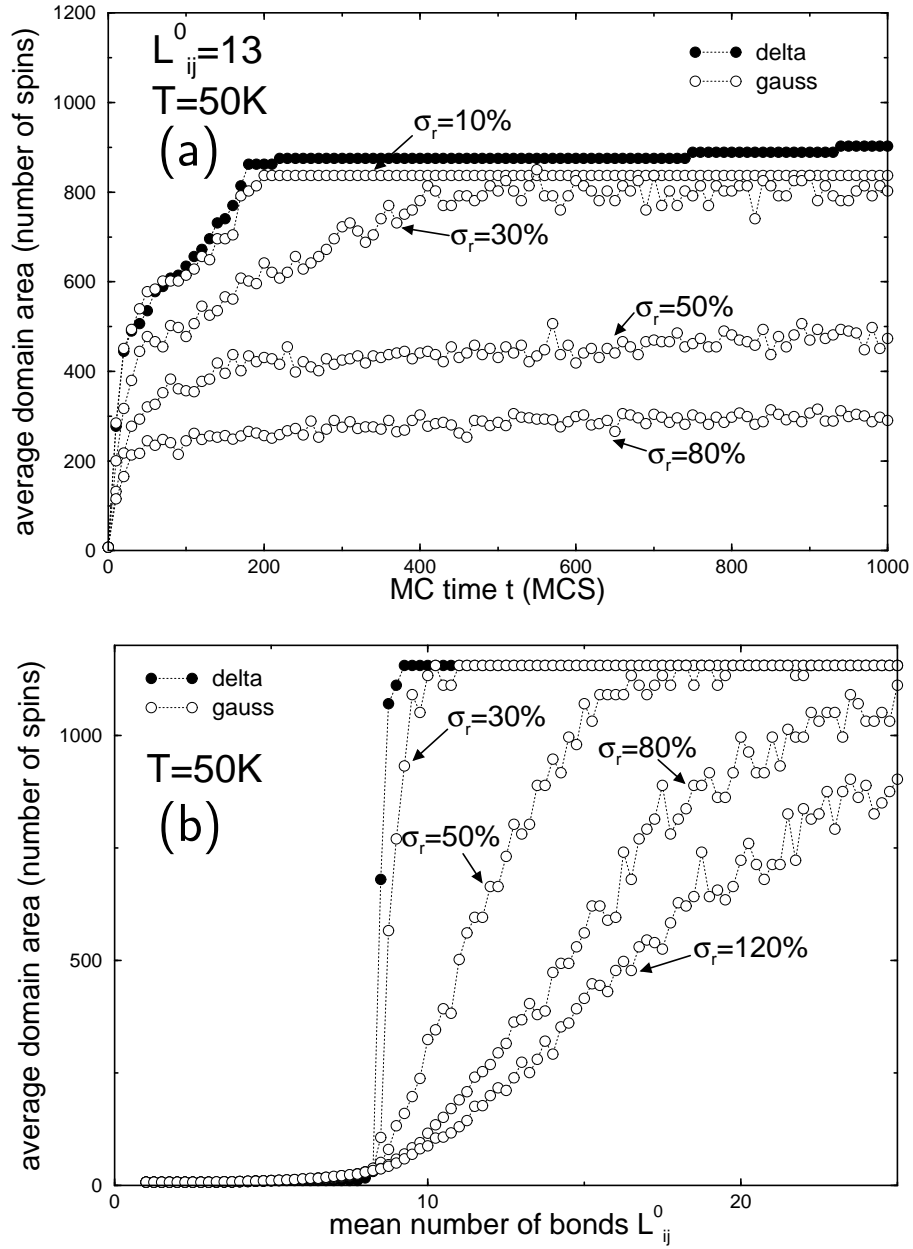 1200
1000
800
600
400
200
0
average domain area (number of spins)
L⁰ᵢⱼ=13
T=50K
(a)
delta
gauss
σᵣ=10%
σᵣ=30%
σᵣ=50%
σᵣ=80%
0 200 400 600 800 1000
MC time t (MCS)
1000
500
0
average domain area (number of spins)
delta
gauss
T=50K
(b)
σᵣ=30%
σᵣ=80%
σᵣ=50%
σᵣ=120%
0 10 20
mean number of bonds L⁰ᵢⱼ